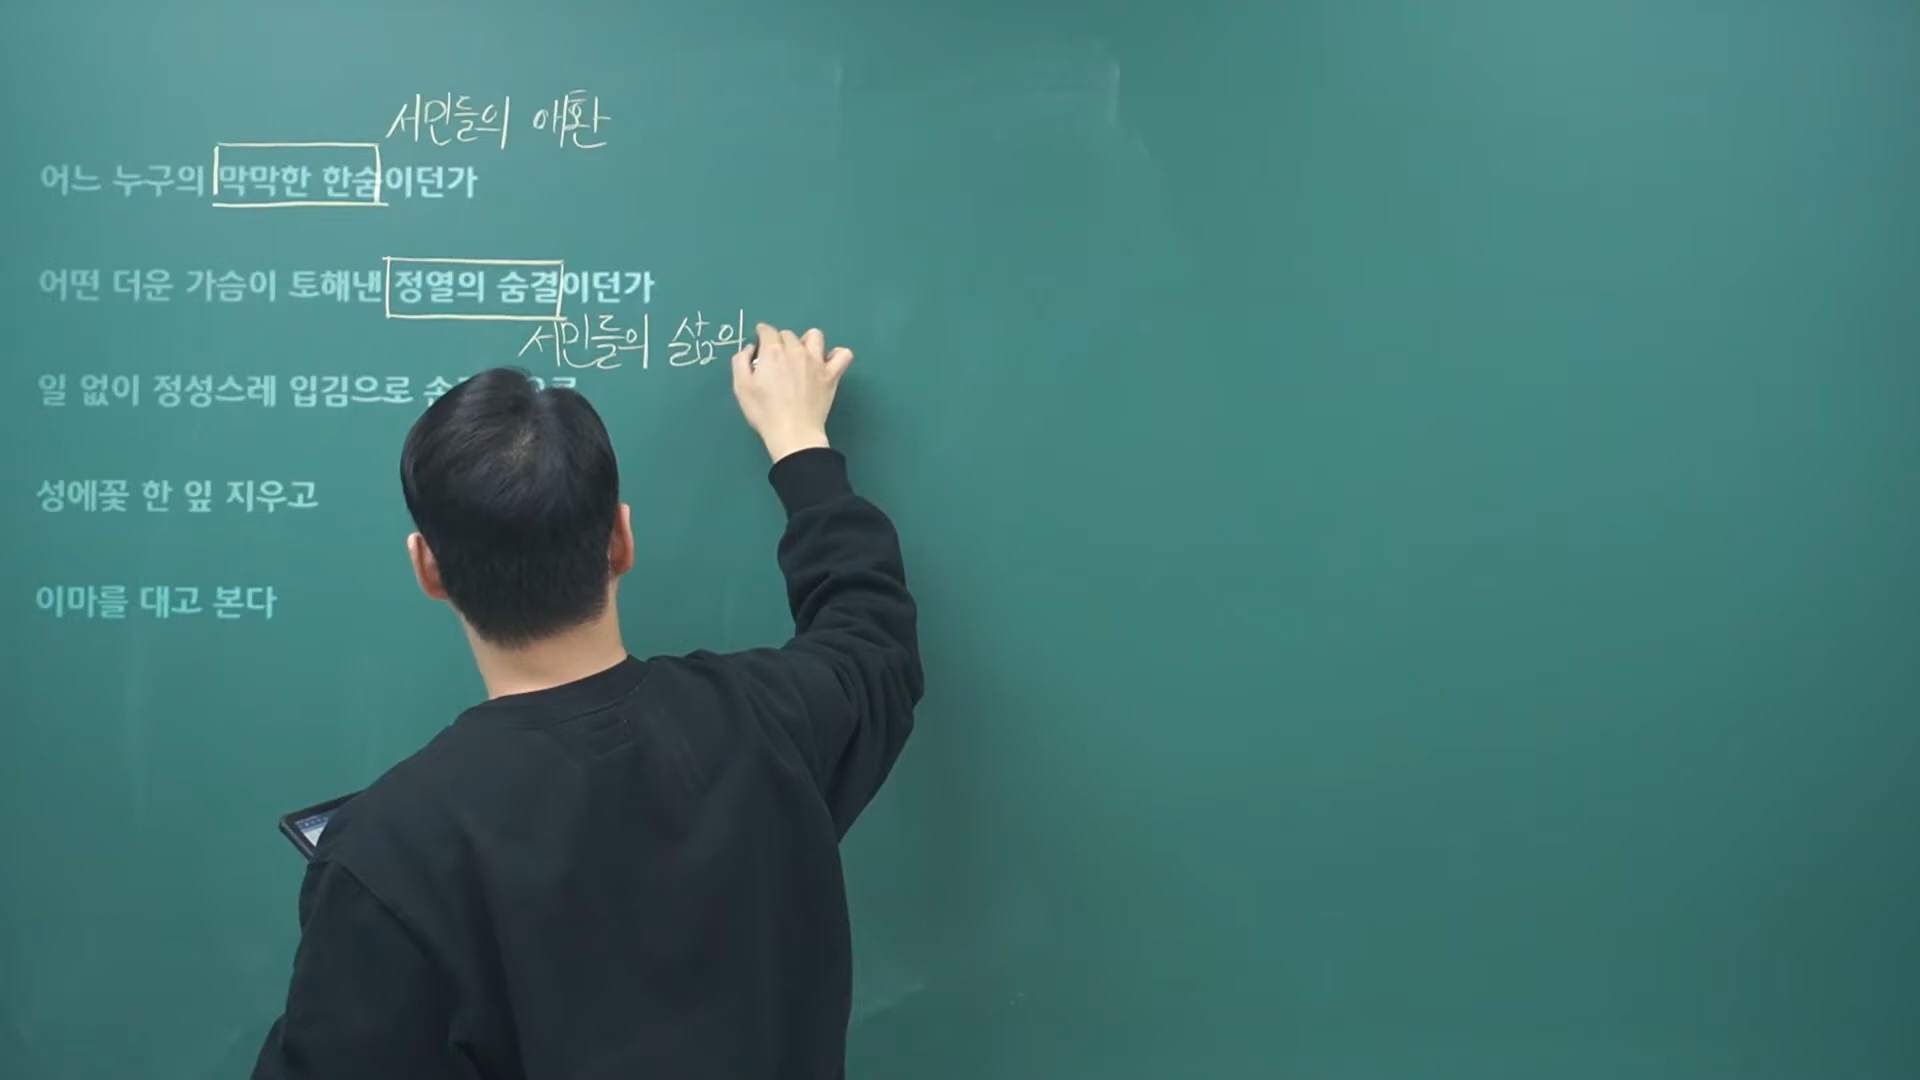 서민들의 애환
어느 누구의 막막한 한숨이던가
어떤 더운 가슴이 토해낸 정열의 숨결이던가
서민들의 삶의
일 없이 정성스레 입김으로
성에꽃 한 잎 지우고
이마를 대고 본다